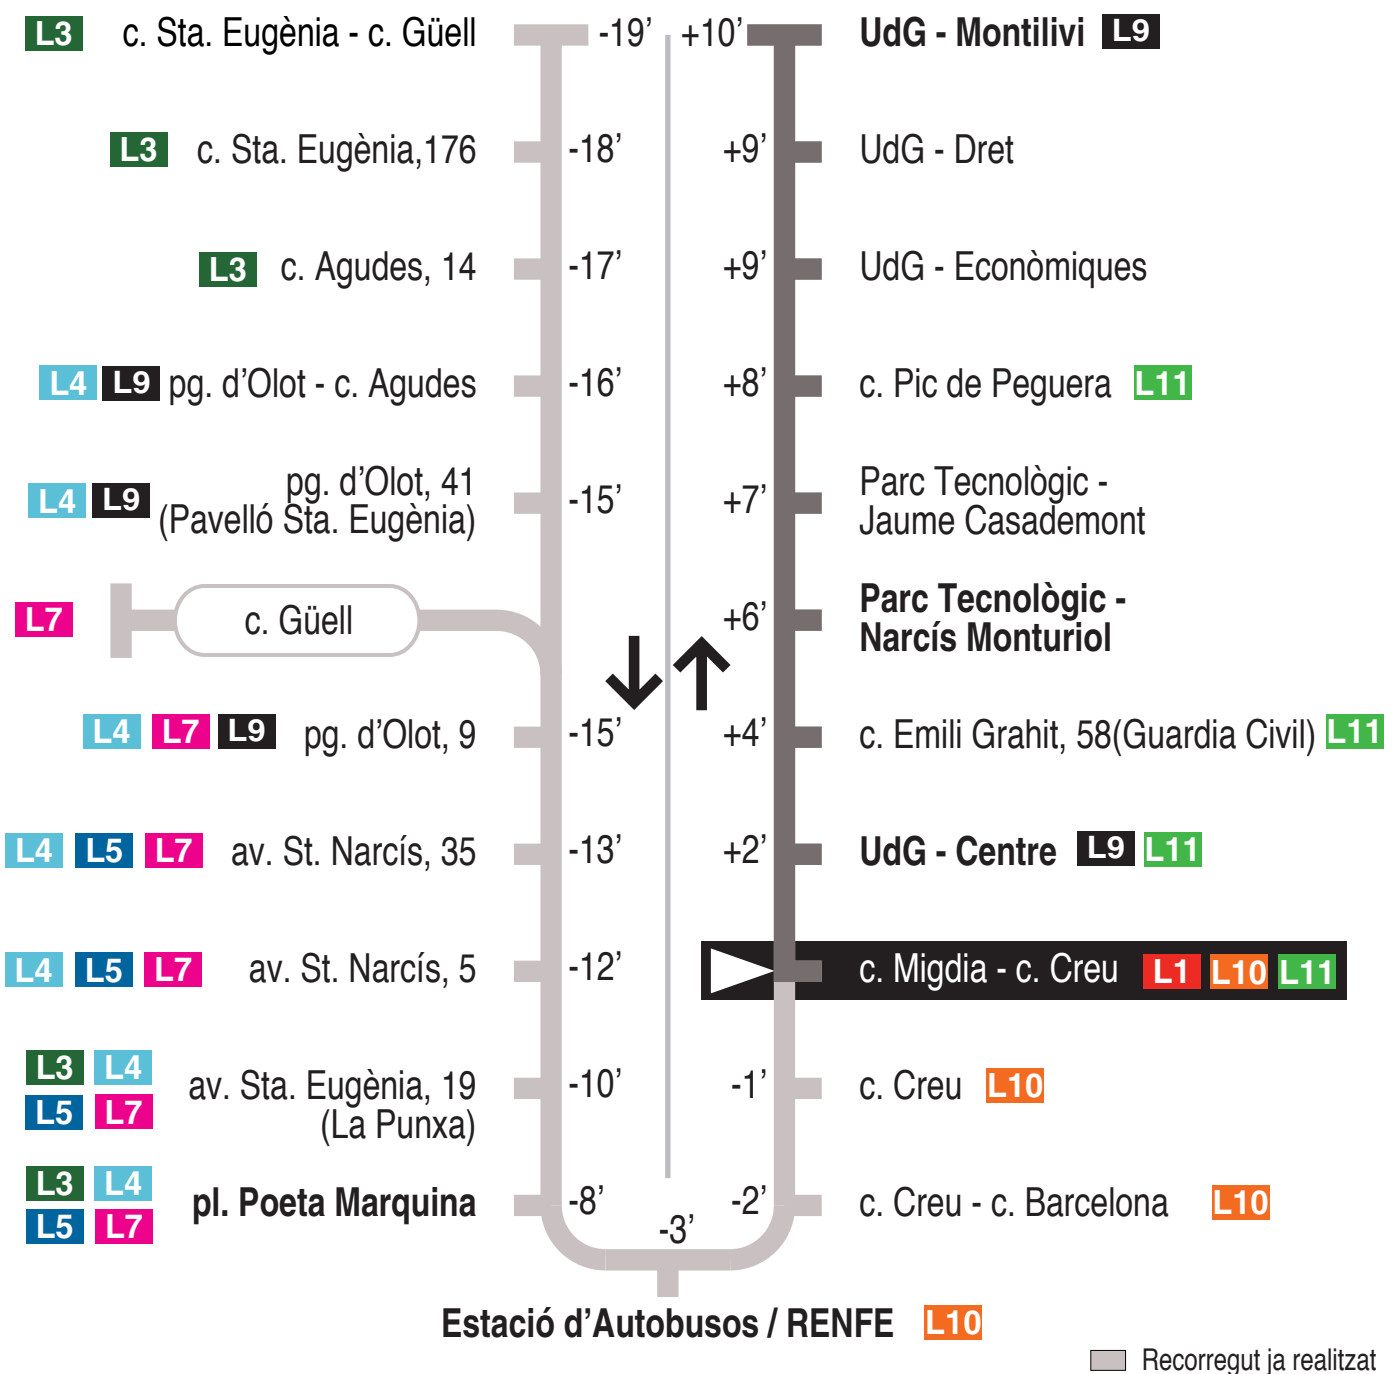 L3 c. Sta. Eugènia - c. Güell -19’ +10’ UdG - Montilivi L9
L3 c. Sta. Eugènia,176 -18’ +9’ UdG - Dret
L3 c. Agudes, 14 -17’ +9’ UdG - Econòmiques
L4 L9 pg. d’Olot - c. Agudes -16’ +8’ c. Pic de Peguera L11
L4 L9 pg. d’Olot, 41 -15’ +7’ Parc Tecnològic -
(Pavelló Sta. Eugènia) Jaume Casademont
L7 c. Güell +6’ Parc Tecnològic -
Narcís Monturiol
L4 L7 L9 pg. d’Olot, 9 -15’ +4’ c. Emili Grahit, 58(Guardia Civil) L11
L4 L5 L7 av. St. Narcís, 35 -13’ +2’ UdG - Centre L9 L11
L4 L5 L7 av. St. Narcís, 5 -12’ c. Migdia - c. Creu L1 L10 L11
L3 L4 av. Sta. Eugènia, 19 -10’ -1’ c. Creu L10
L5 L7 (La Punxa)
L3 L4 pl. Poeta Marquina -8’ -2’ c. Creu - c. Barcelona L10
L5 L7
-3’
Estació d’Autobusos / RENFE L10
Recorregut ja realitzat